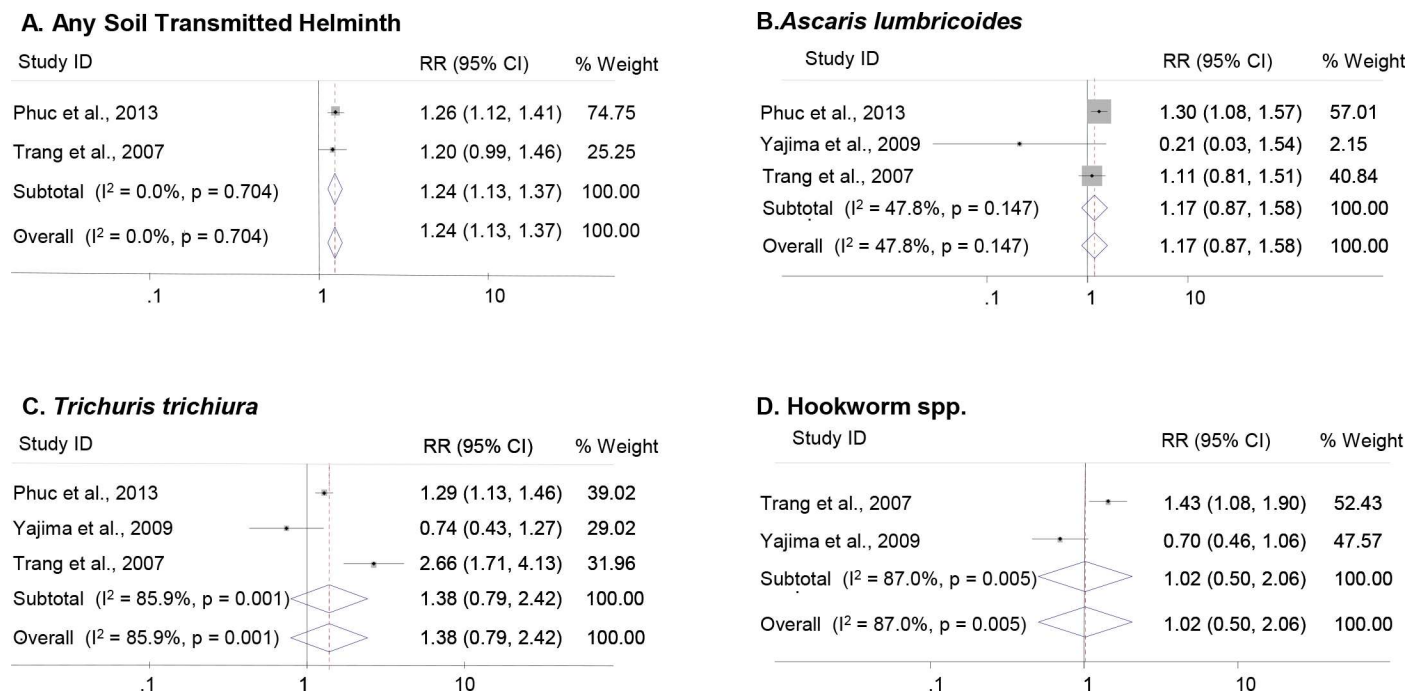 A. Any Soil Transmitted Helminth
Study ID RR (95% CI) % Weight
Phuc et al., 2013 1.26 (1.12, 1.41) 74.75
Trang et al., 2007 1.20 (0.99, 1.46) 25.25
Subtotal (I² = 0.0%, p = 0.704) 1.24 (1.13, 1.37) 100.00
Overall (I² = 0.0%, p = 0.704) 1.24 (1.13, 1.37) 100.00
.1 1 10
B.Ascaris lumbricoides
Study ID RR (95% CI) % Weight
Phuc et al., 2013 1.30 (1.08, 1.57) 57.01
Yajima et al., 2009 0.21 (0.03, 1.54) 2.15
Trang et al., 2007 1.11 (0.81, 1.51) 40.84
Subtotal (I² = 47.8%, p = 0.147) 1.17 (0.87, 1.58) 100.00
Overall (I² = 47.8%, p = 0.147) 1.17 (0.87, 1.58) 100.00
.1 1 10
C. Trichuris trichiura
Study ID RR (95% CI) % Weight
Phuc et al., 2013 1.29 (1.13, 1.46) 39.02
Yajima et al., 2009 0.74 (0.43, 1.27) 29.02
Trang et al., 2007 2.66 (1.71, 4.13) 31.96
Subtotal (I² = 85.9%, p = 0.001) 1.38 (0.79, 2.42) 100.00
Overall (I² = 85.9%, p = 0.001) 1.38 (0.79, 2.42) 100.00
.1 1 10
D. Hookworm spp.
Study ID RR (95% CI) % Weight
Trang et al., 2007 1.43 (1.08, 1.90) 52.43
Yajima et al., 2009 0.70 (0.46, 1.06) 47.57
Subtotal (I² = 87.0%, p = 0.005) 1.02 (0.50, 2.06) 100.00
Overall (I² = 87.0%, p = 0.005) 1.02 (0.50, 2.06) 100.00
.1 1 10